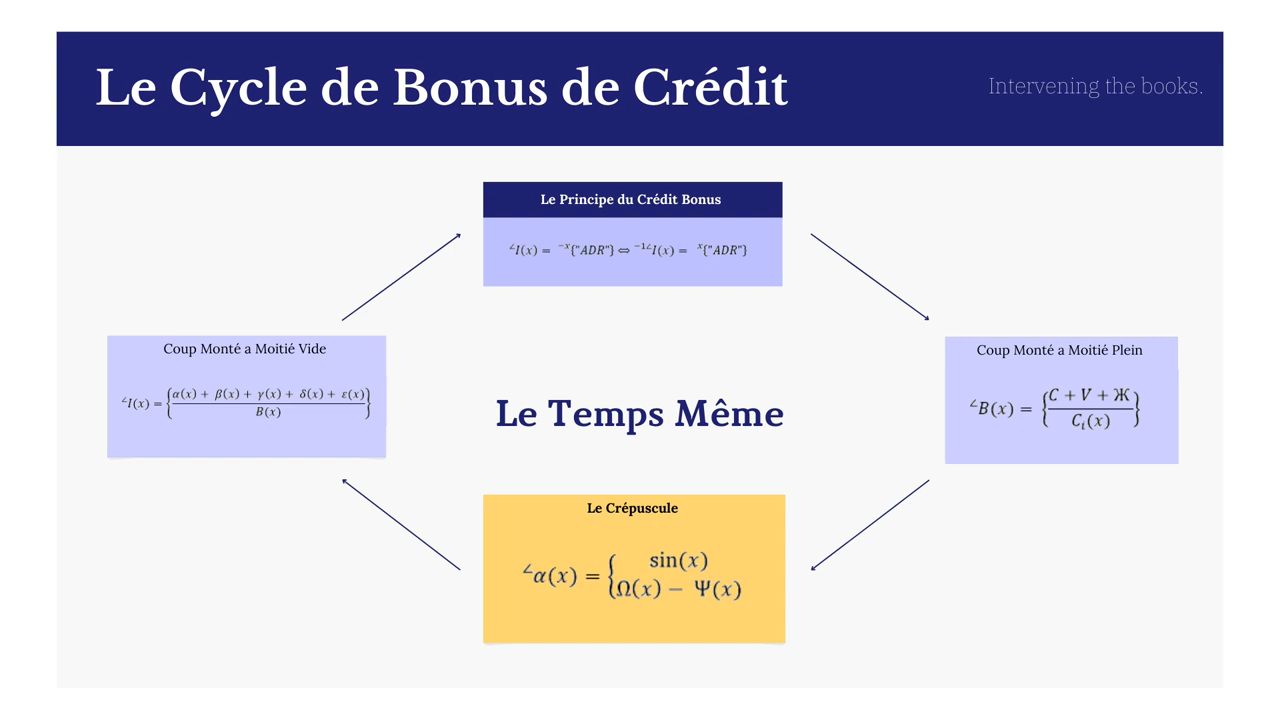 Le Cycle de Bonus de Crédit
Intervening the books.
Le Principe du Crédit Bonus
∠I(x) = ⁻ˣ{"ADR"} ⇔ ⁻¹∠I(x) = ˣ{"ADR"}
Coup Monté a Moitié Vide
∠I(x) = {α(x) + β(x) + γ(x) + δ(x) + ε(x)
B(x)}
Coup Monté a Moitié Plein
∠B(x) = {C + V + Ж
Cᵢ(x)}
Le Temps Même
Le Crépuscule
∠α(x) = { sin(x)
Ω(x) − Ψ(x)